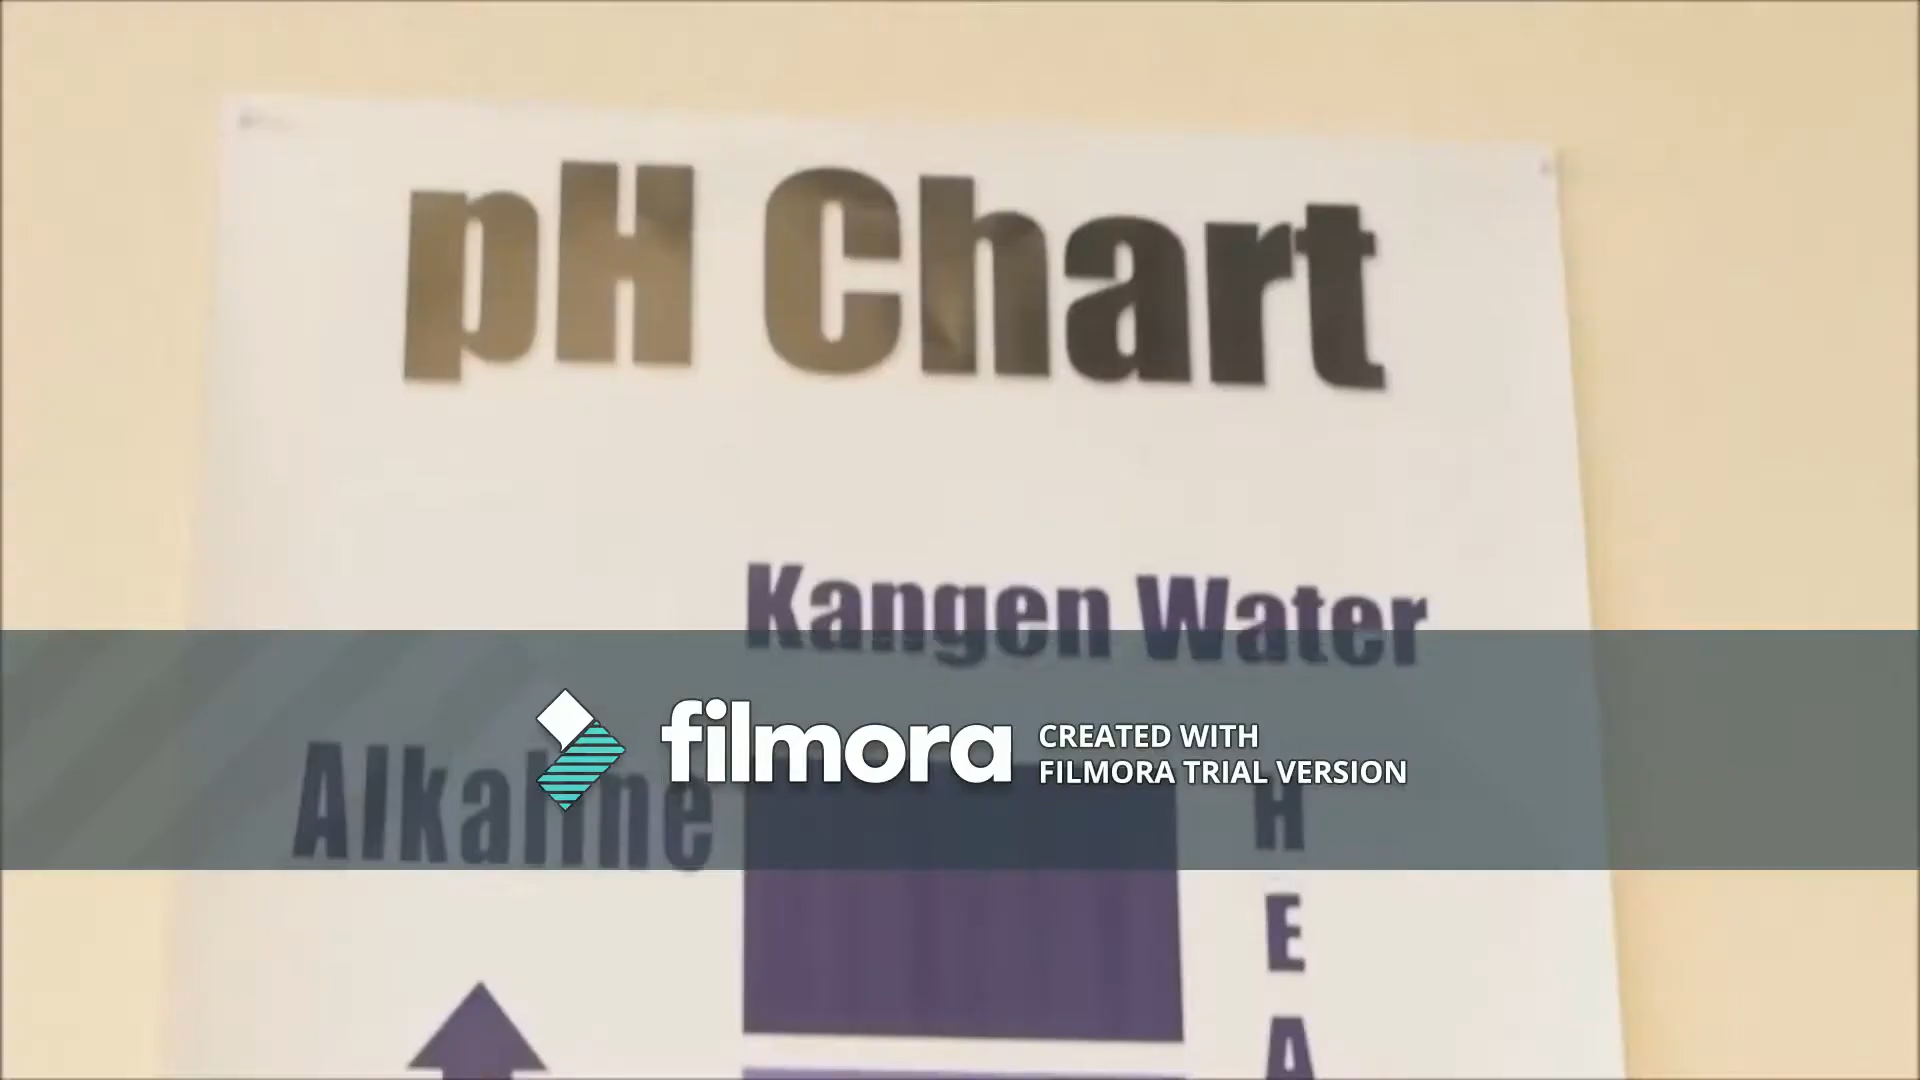 pH Chart
Kangen Water
filmora
CREATED WITH
FILMORA TRIAL VERSION
Alkaline
H
E
A